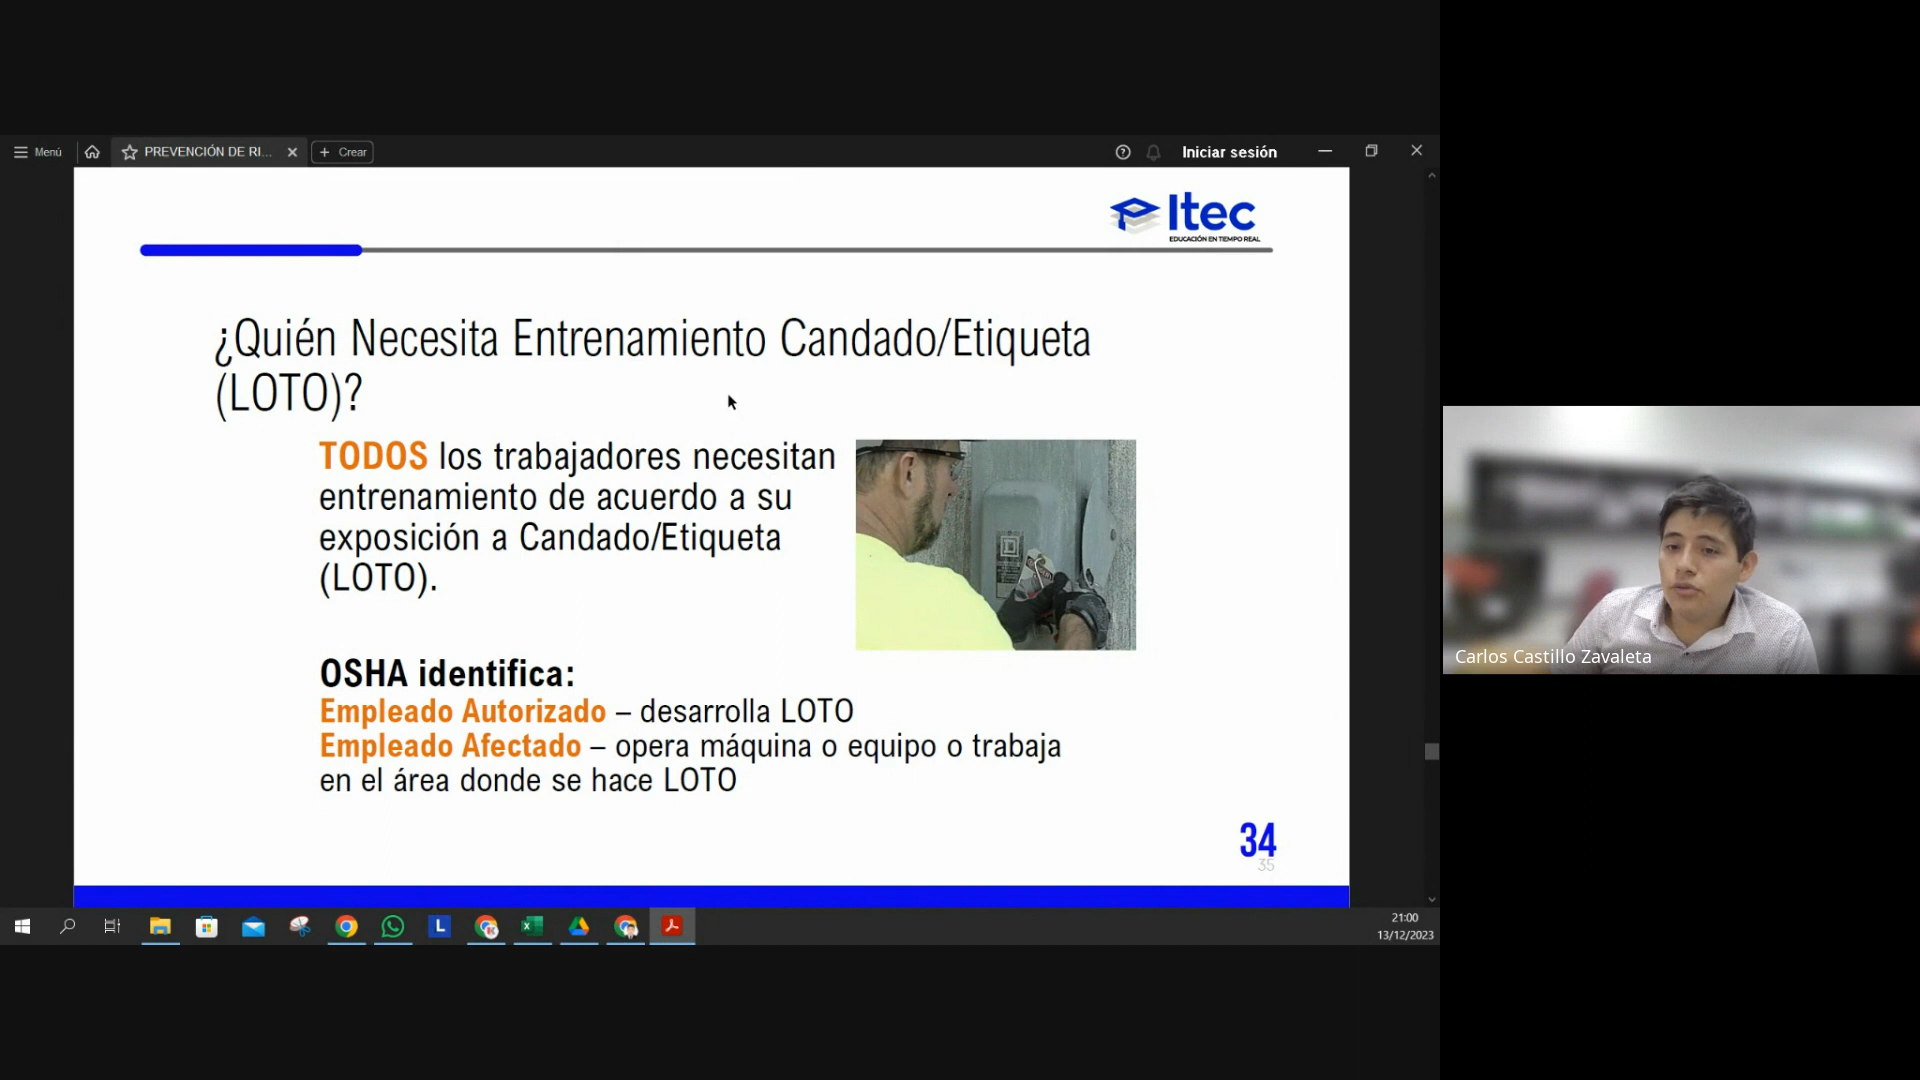 Menú
PREVENCIÓN DE RI...
Crear
Iniciar sesión
Itec
EDUCACIÓN EN TIEMPO REAL
¿Quién Necesita Entrenamiento Candado/Etiqueta
(LOTO)?
TODOS los trabajadores necesitan
entrenamiento de acuerdo a su
exposición a Candado/Etiqueta
(LOTO).
OSHA identifica:
Empleado Autorizado – desarrolla LOTO
Empleado Afectado – opera máquina o equipo o trabaja
en el área donde se hace LOTO
34
35
Carlos Castillo Zavaleta
21:00
13/12/2023